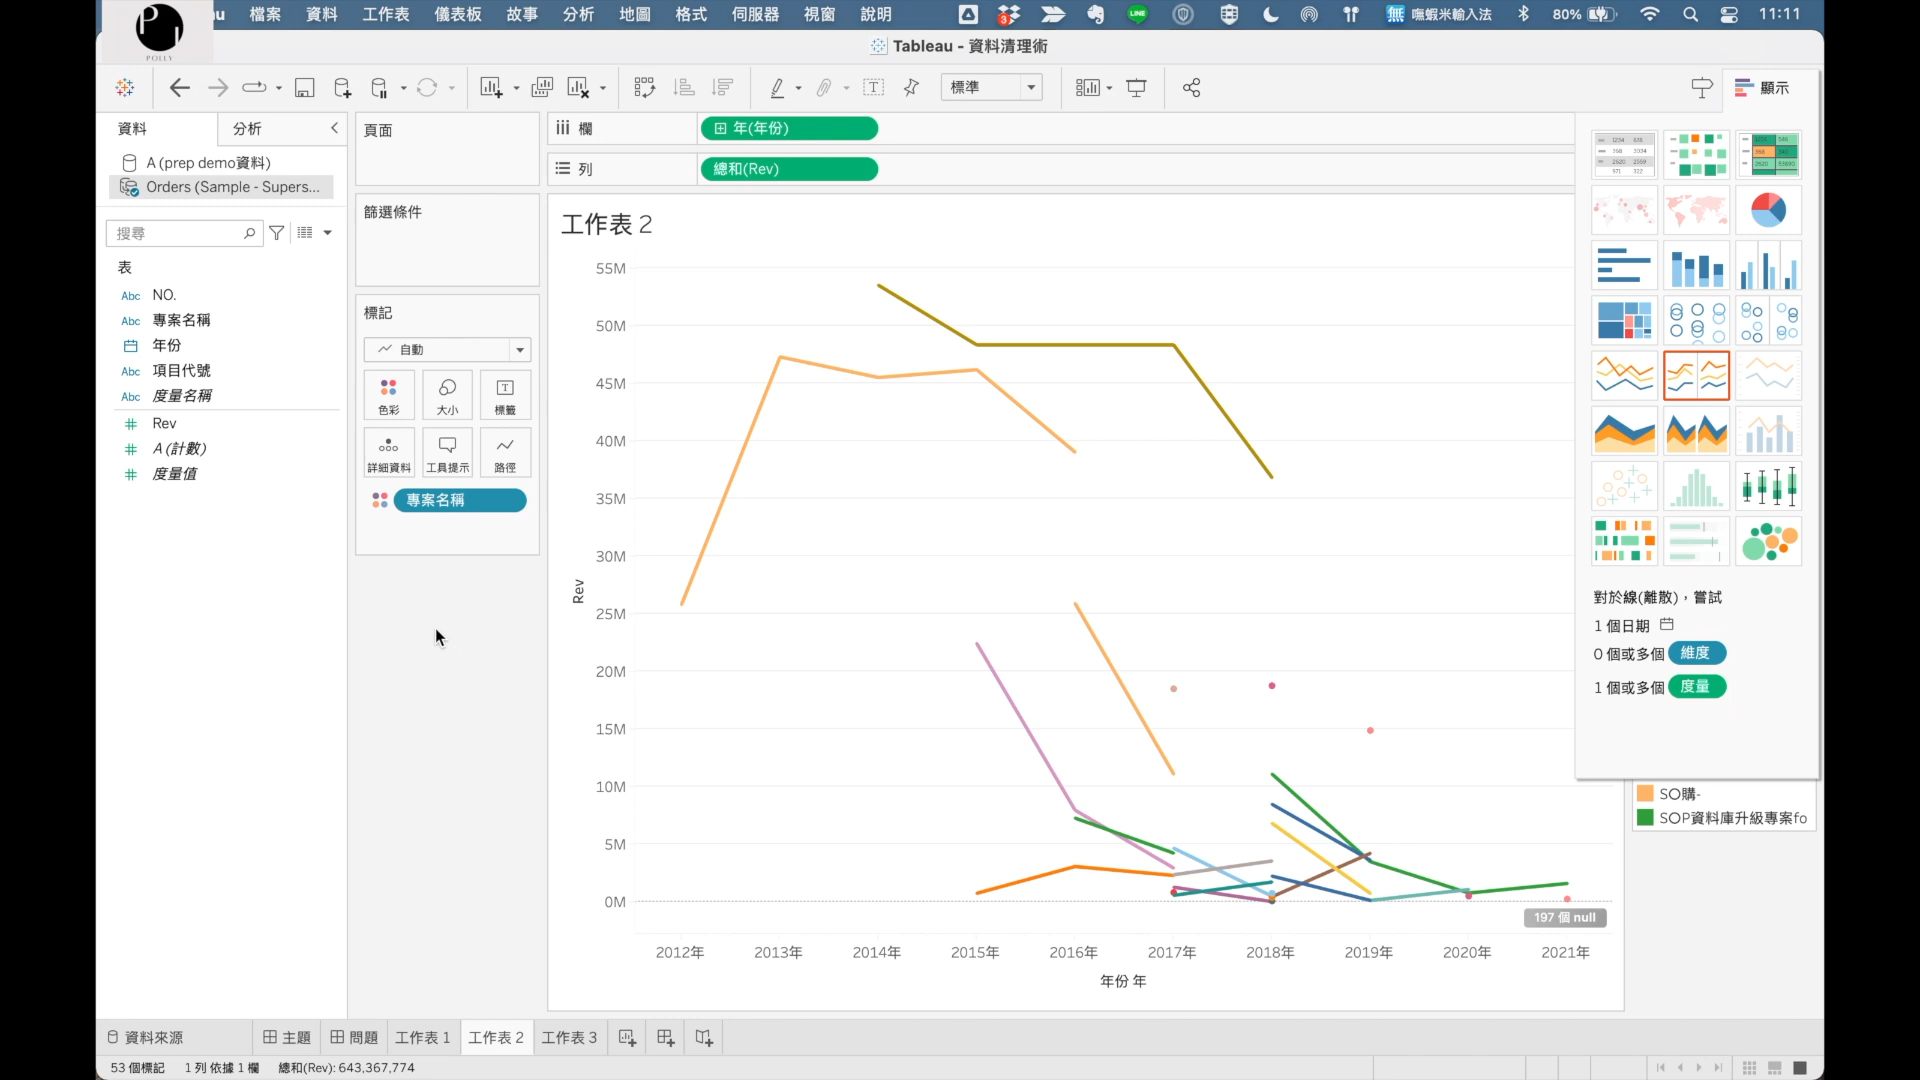 POLLY
檔案 資料 工作表 儀表板 故事 分析 地圖 格式 伺服器 視窗 說明
3 LINE 無 嘸蝦米輸入法 80% 11:11
Tableau - 資料清理術
標準
顯示
資料 分析
頁面
欄 年(年份)
列 總和(Rev)
A (prep demo資料)
Orders (Sample - Supers...
搜尋
表
Abc NO.
Abc 專案名稱
年份
Abc 項目代號
Abc 度量名稱
Rev
A (計數)
度量值
篩選條件
標記
自動
色彩 大小 標籤
詳細資料 工具提示 路徑
專案名稱
工作表 2
55M
50M
45M
40M
35M
30M
25M
20M
15M
10M
5M
0M
Rev
197 個 null
2012年 2013年 2014年 2015年 2016年 2017年 2018年 2019年 2020年 2021年
年份 年
對於線(離散)，嘗試
1 個日期
0 個或多個 維度
1 個或多個 度量
SO購-
SOP資料庫升級專案fo
資料來源 主題 問題 工作表 1 工作表 2 工作表 3
53 個標記 1 列 依據 1 欄 總和(Rev): 643,367,774